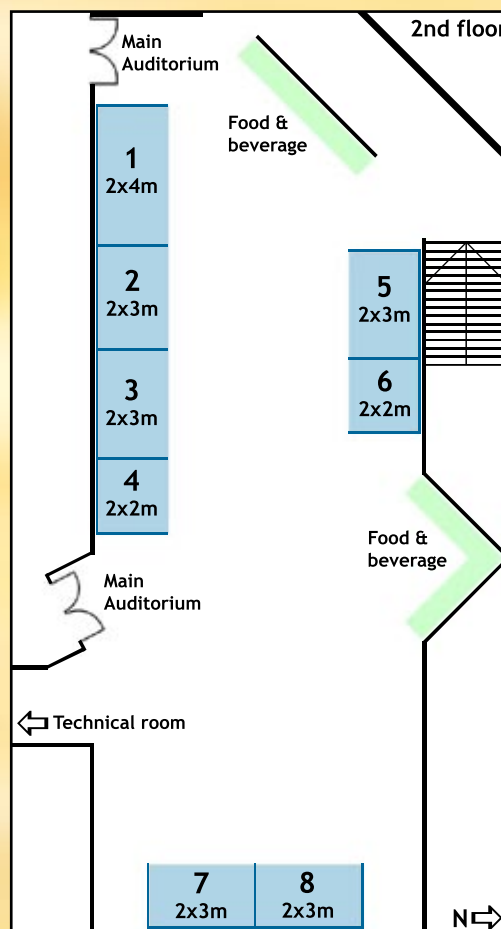 2nd floor
Main
Auditorium
Food &
beverage
1
2x4m
2
2x3m
5
2x3m
3
2x3m
6
2x2m
4
2x2m
Food &
beverage
Main
Auditorium
Technical room
7
2x3m
8
2x3m
N